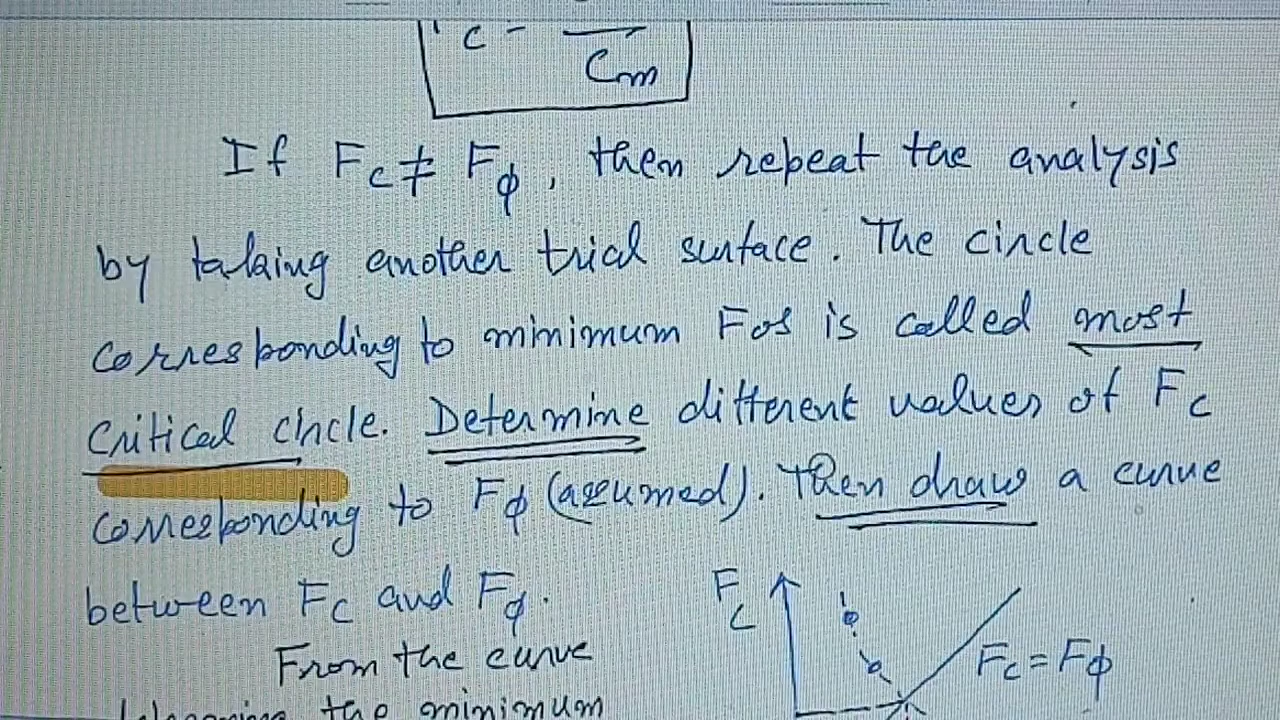 c -
Cm
If Fc ≠ Fϕ, then repeat the analysis
by taking another trial surface. The circle
corresponding to minimum Fos is called most
critical circle. Determine different values of Fc
corresponding to Fϕ (assumed). Then draw a curve
between Fc and Fϕ.
Fc
From the curve
Fc = Fϕ
the minimum